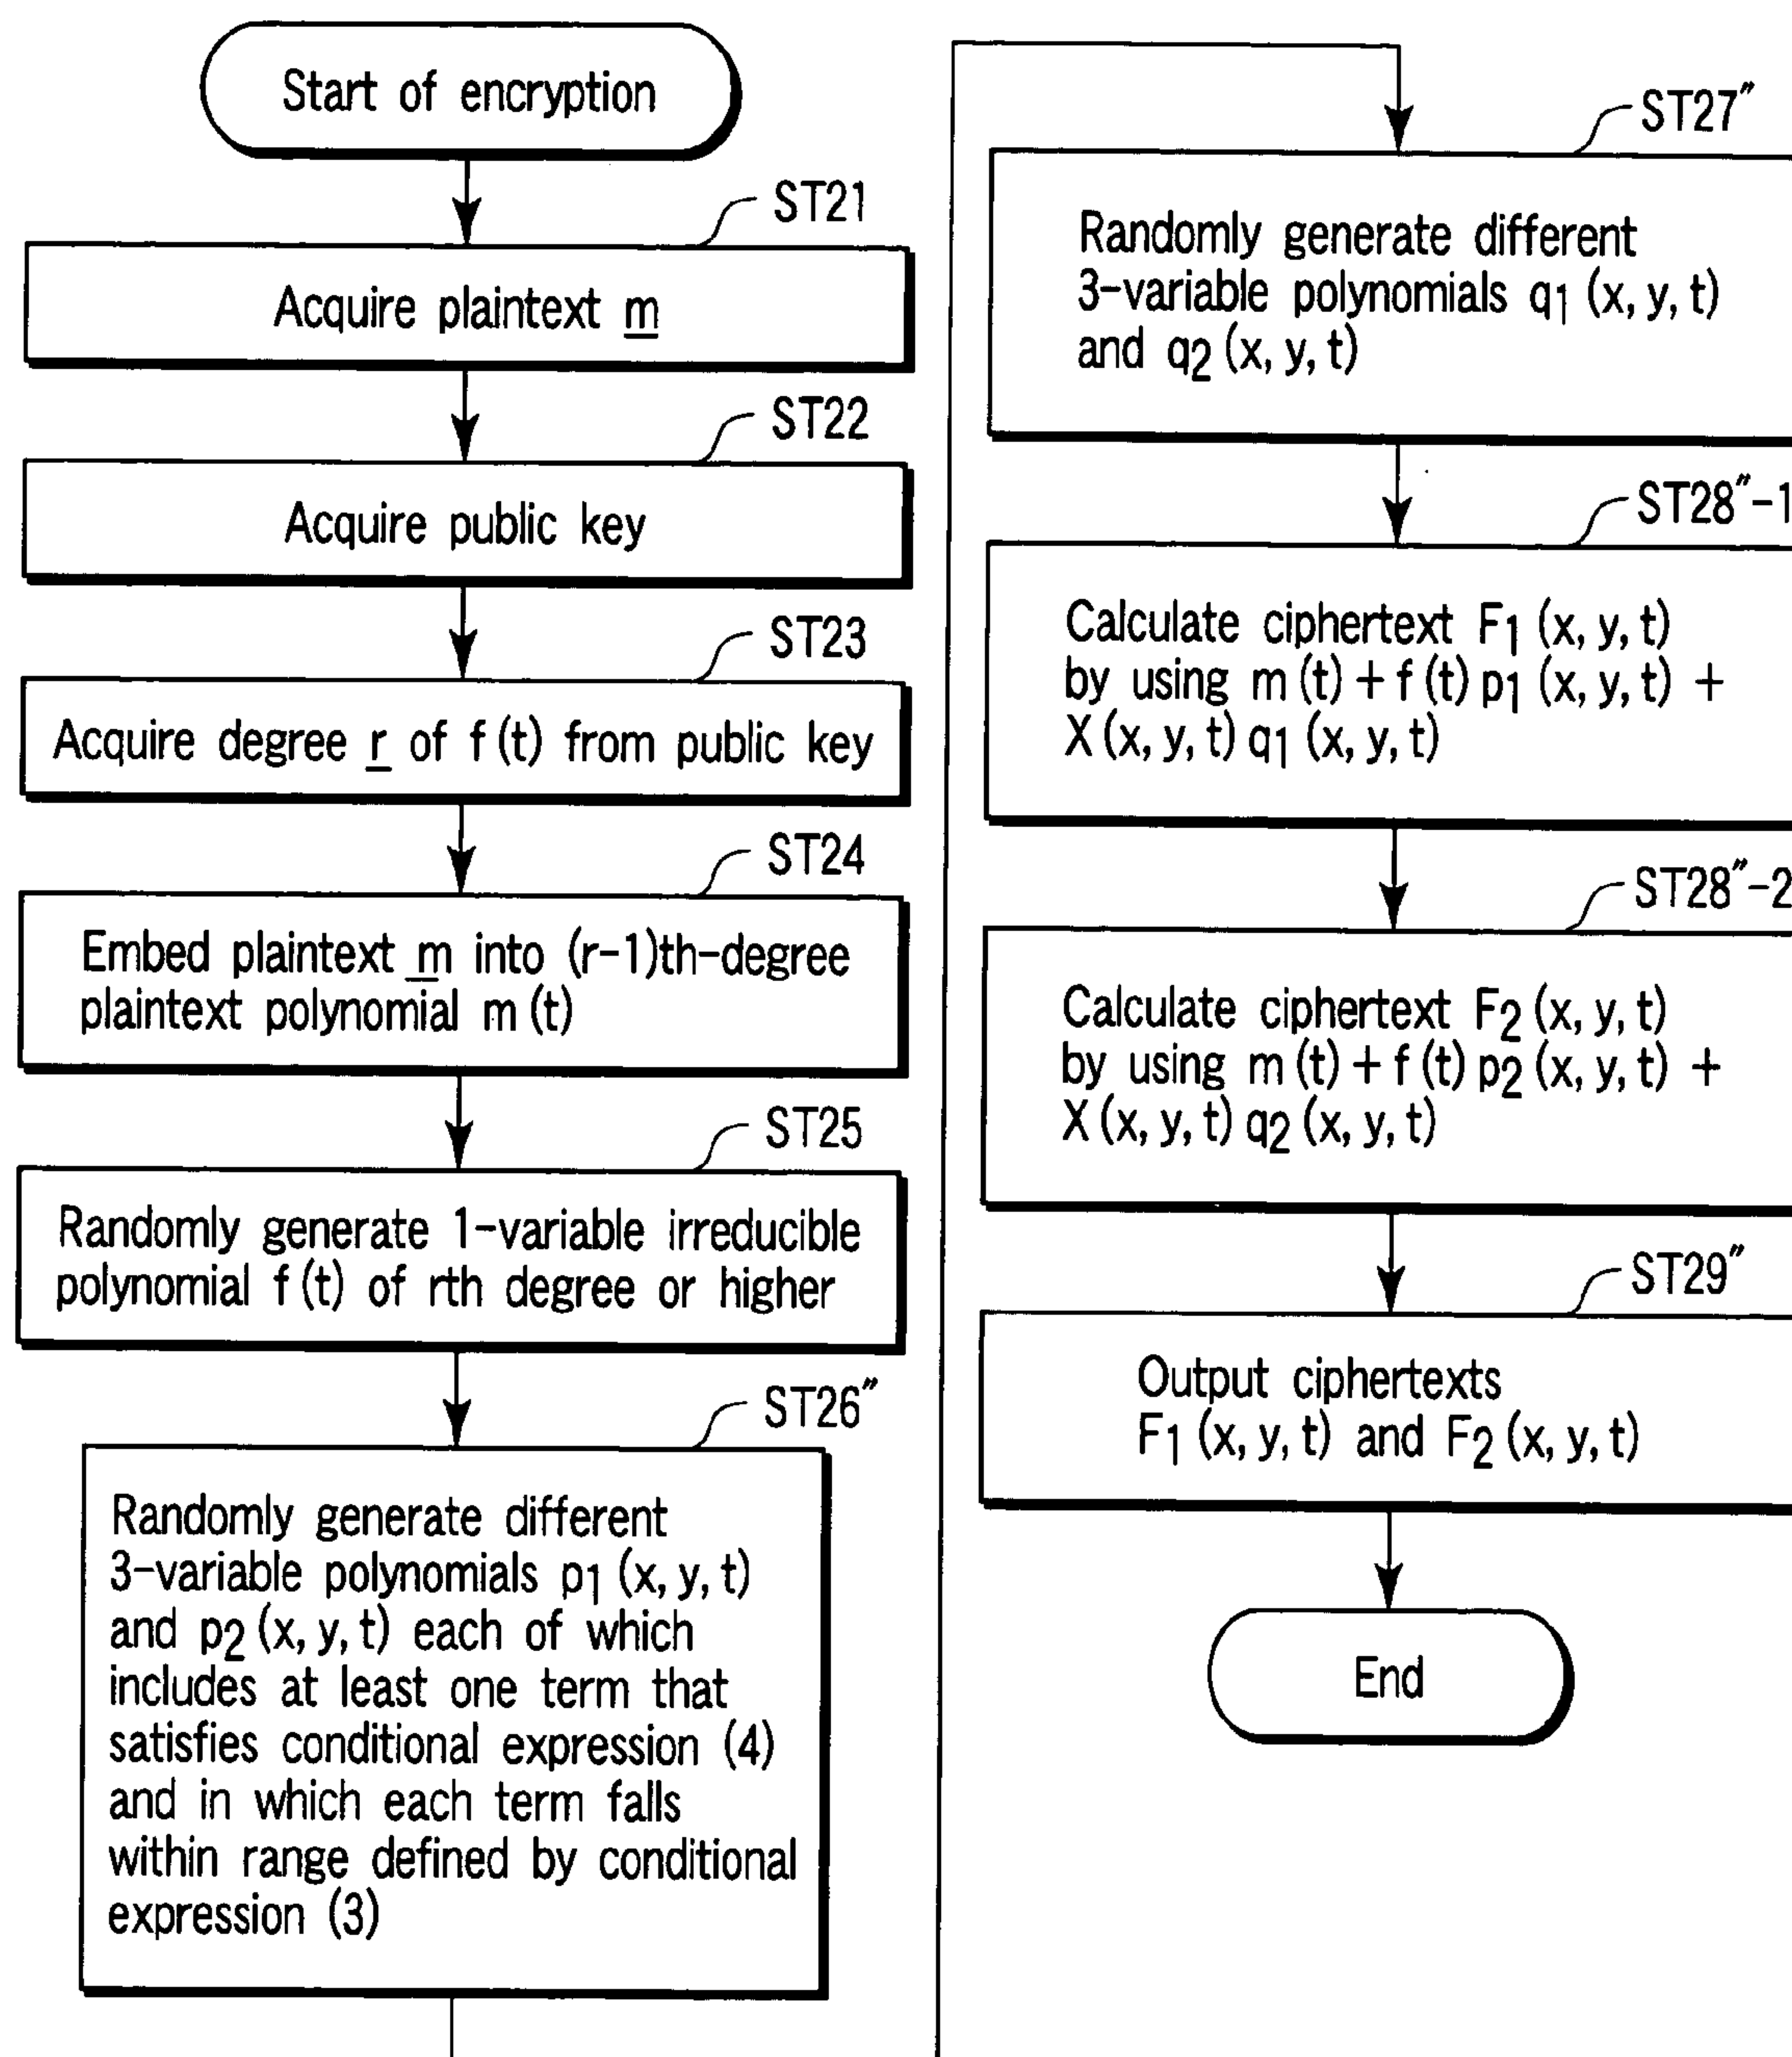 Start of encryption
ST21
Acquire plaintext m
ST22
Acquire public key
ST23
Acquire degree r of f(t) from public key
ST24
Embed plaintext m into (r-1)th-degree
plaintext polynomial m(t)
ST25
Randomly generate 1-variable irreducible
polynomial f(t) of rth degree or higher
ST26"
Randomly generate different
3-variable polynomials p1(x, y, t)
and p2(x, y, t) each of which
includes at least one term that
satisfies conditional expression (4)
and in which each term falls
within range defined by conditional
expression (3)
ST27"
Randomly generate different
3-variable polynomials q1(x, y, t)
and q2(x, y, t)
ST28"-1
Calculate ciphertext F1(x, y, t)
by using m(t)+f(t)p1(x, y, t)+
X(x, y, t)q1(x, y, t)
ST28"-2
Calculate ciphertext F2(x, y, t)
by using m(t)+f(t)p2(x, y, t)+
X(x, y, t)q2(x, y, t)
ST29"
Output ciphertexts
F1(x, y, t) and F2(x, y, t)
End